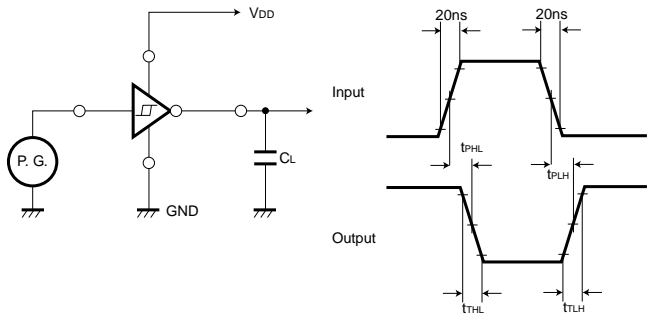 VDD
P. G.
CL
GND
20ns 20ns
Input
tPHL
tPLH
Output
tTHL tTLH